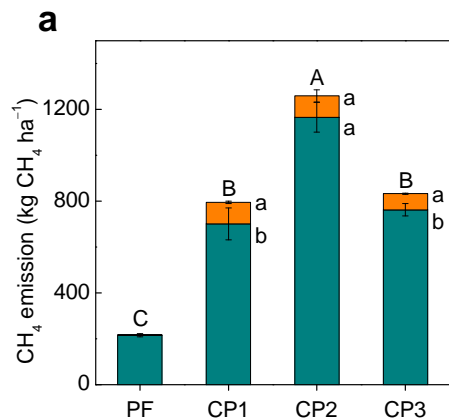 a
CH₄ emission (kg CH₄ ha⁻¹)
1200
800
400
0
C
B
a
b
A
a
a
B
a
b
PF
CP1
CP2
CP3